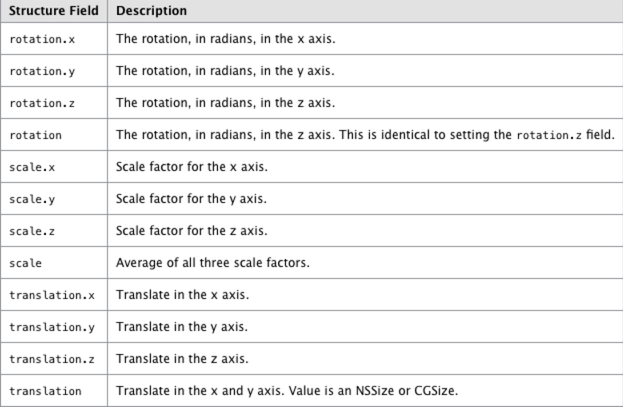 Structure Field Description
rotation.x The rotation, in radians, in the x axis.
rotation.y The rotation, in radians, in the y axis.
rotation.z The rotation, in radians, in the z axis.
rotation The rotation, in radians, in the z axis. This is identical to setting the rotation.z field.
scale.x Scale factor for the x axis.
scale.y Scale factor for the y axis.
scale.z Scale factor for the z axis.
scale Average of all three scale factors.
translation.x Translate in the x axis.
translation.y Translate in the y axis.
translation.z Translate in the z axis.
translation Translate in the x and y axis. Value is an NSSize or CGSize.